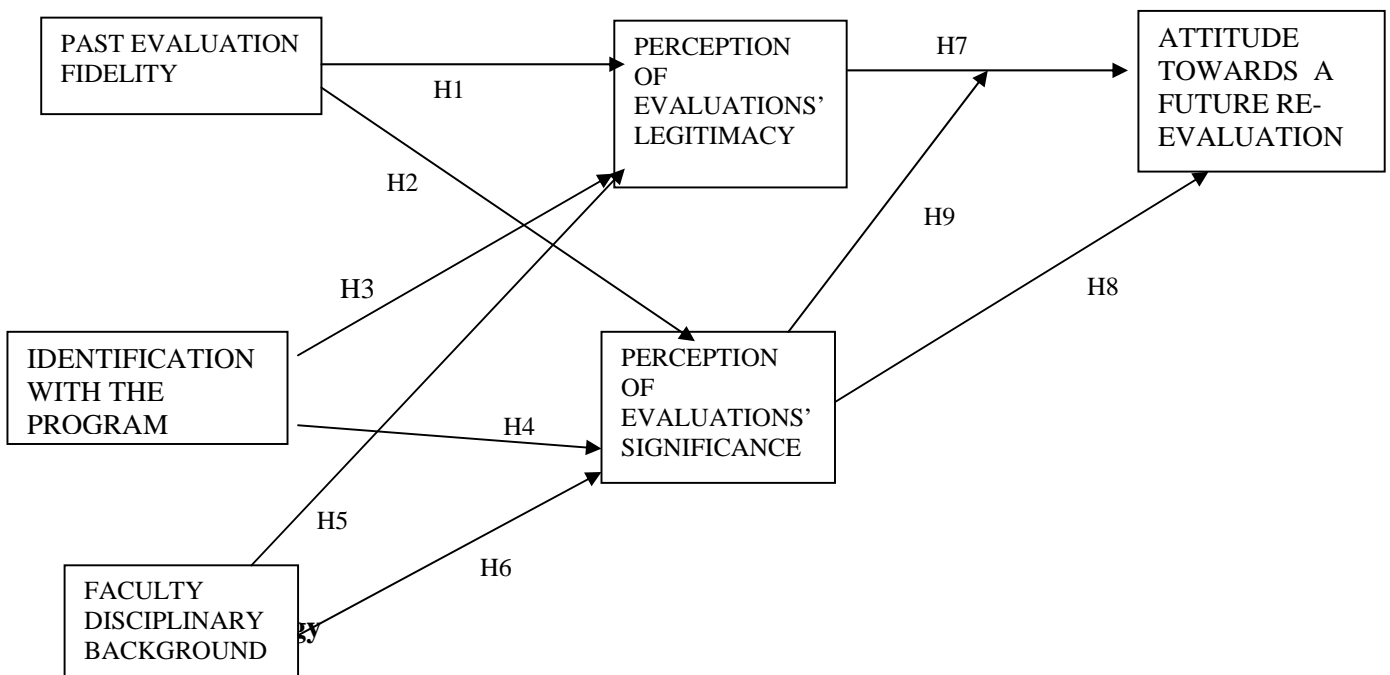 PAST EVALUATION
FIDELITY
H1
PERCEPTION
OF
EVALUATIONS’
LEGITIMACY
H7
ATTITUDE
TOWARDS A
FUTURE RE-
EVALUATION
H2
H9
H3
H8
IDENTIFICATION
WITH THE
PROGRAM
H4
PERCEPTION
OF
EVALUATIONS’
SIGNIFICANCE
H5
H6
FACULTY
DISCIPLINARY
BACKGROUND